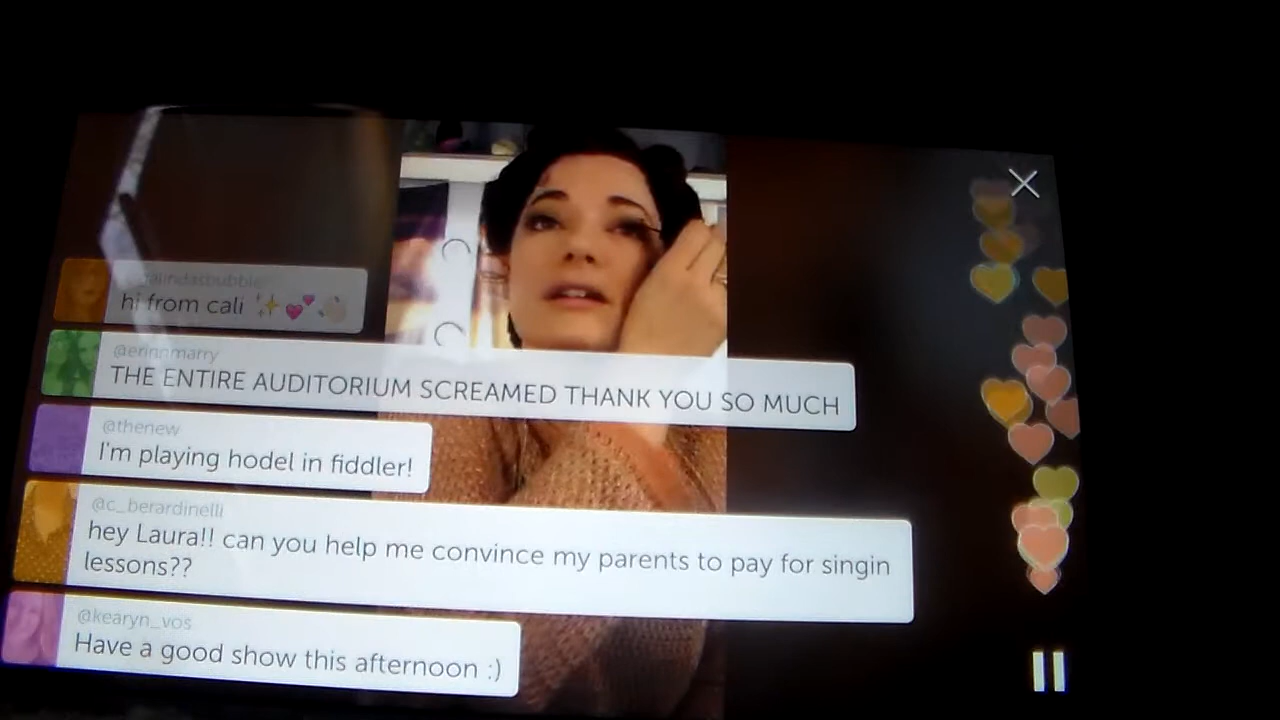 hi from cali
@erinnmarry
THE ENTIRE AUDITORIUM SCREAMED THANK YOU SO MUCH
@thenew
I'm playing hodel in fiddler!
@c_berardinelli
hey Laura!! can you help me convince my parents to pay for singin
lessons??
@kearyn_vos
Have a good show this afternoon :)